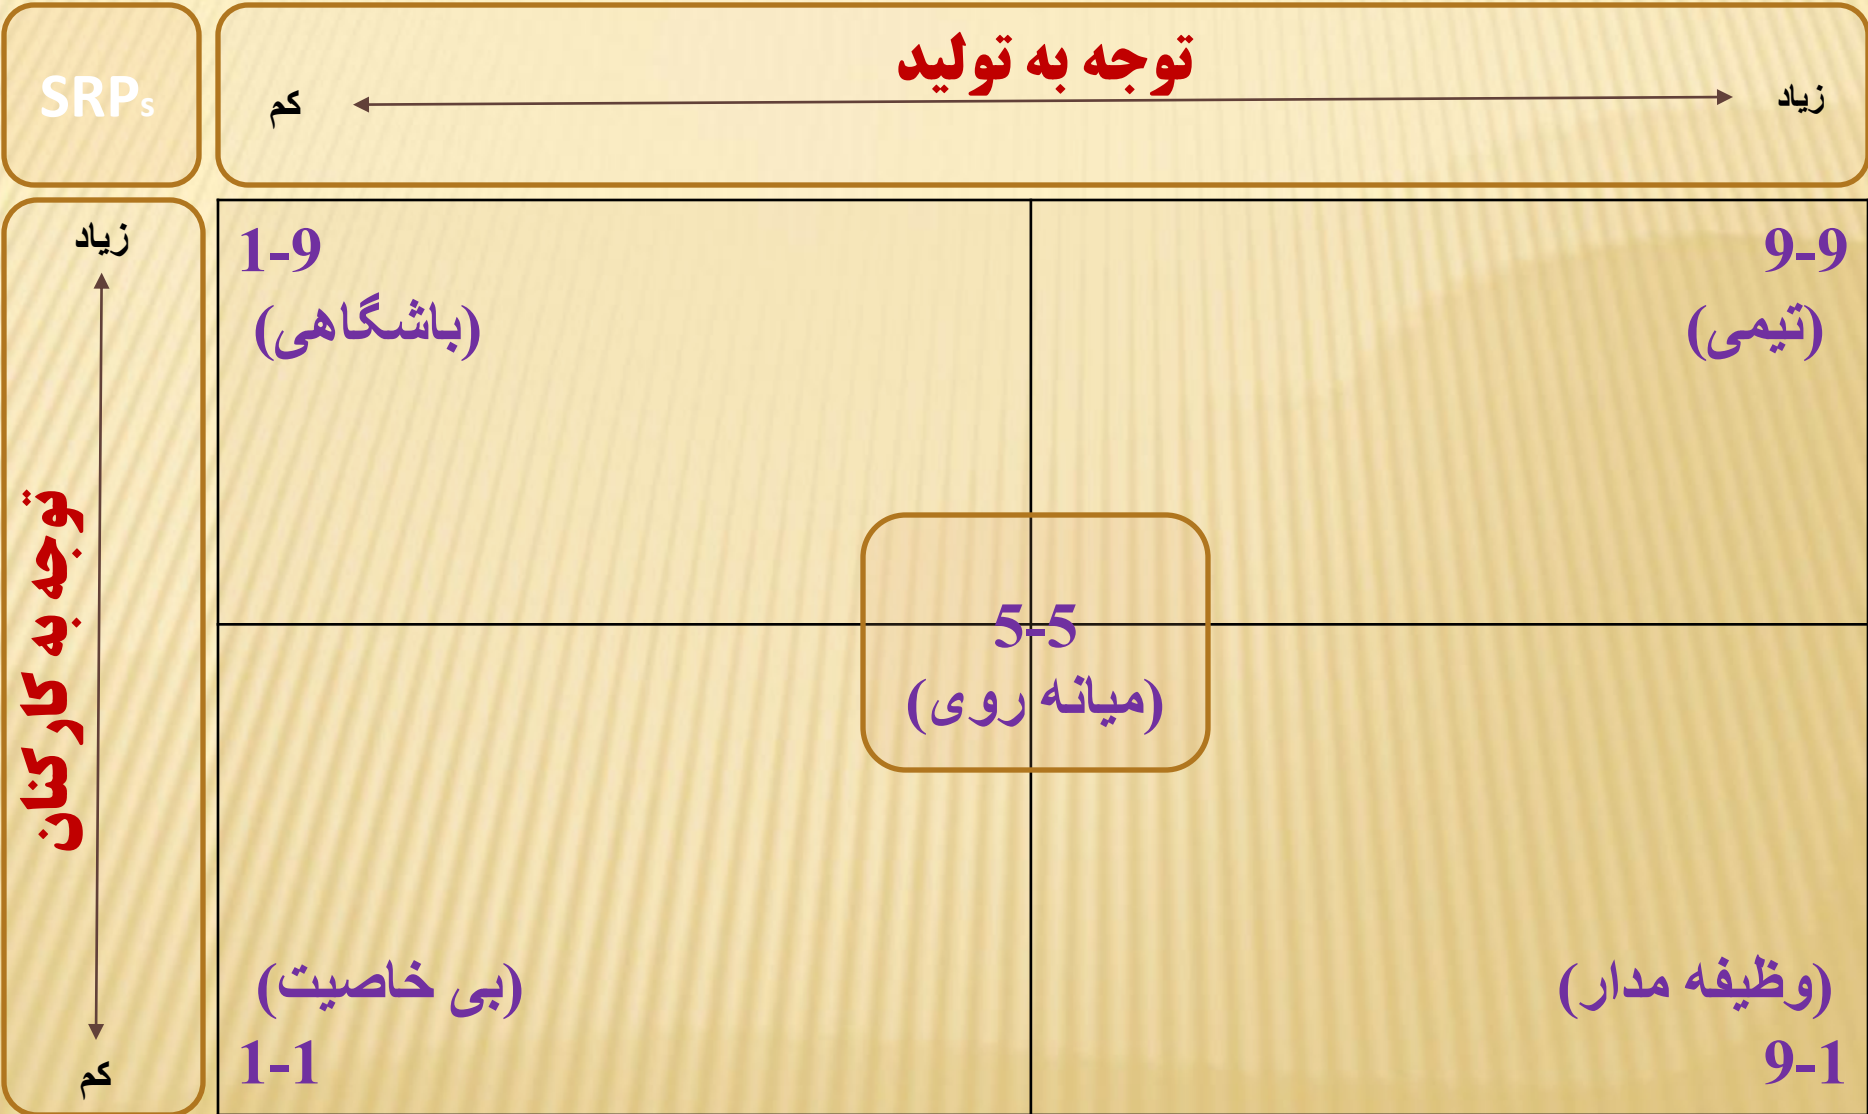 SRPs
توجه به تولید
کم
زیاد
زیاد
توجه به کارکنان
کم
1-9
(باشگاهی)
9-9
(تیمی)
5-5
(میانه روی)
(بی خاصیت)
1-1
(وظیفه مدار)
9-1